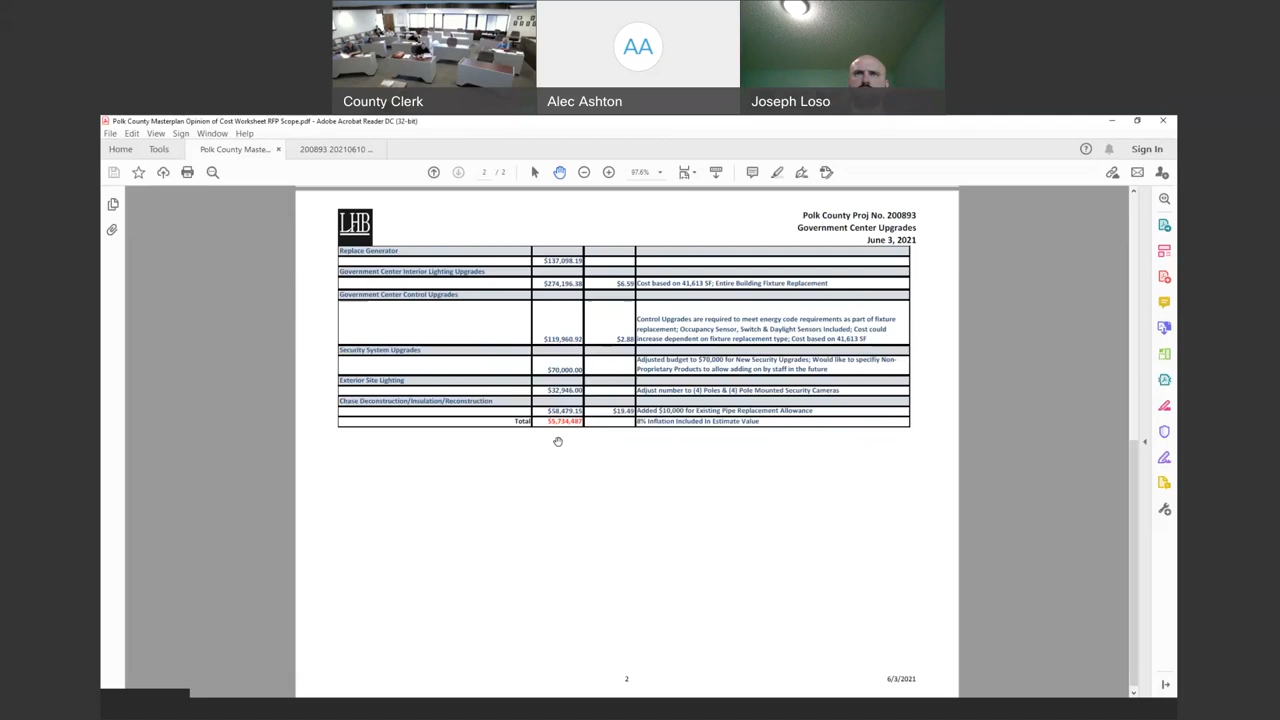 AA
County Clerk
Alec Ashton
Joseph Loso
Polk County Masterplan Opinion of Cost Worksheet RFP Scope.pdf - Adobe Acrobat Reader DC (32-bit)
File Edit View Sign Window Help
Home Tools Polk County Maste... × 200893 20210610 ... Sign In
2 / 2 97.6%
LHB
Polk County Proj No. 200893
Government Center Upgrades
June 3, 2021
Replace Generator
$137,098.19
Government Center Interior Lighting Upgrades
$274,196.38 $6.59 Cost based on 41,613 SF; Entire Building Fixture Replacement
Government Center Control Upgrades
Control Upgrades are required to meet energy code requirements as part of fixture
replacement; Occupancy Sensor, Switch & Daylight Sensors Included; Cost could
$119,960.92 $2.88 increase dependent on fixture replacement type; Cost based on 41,613 SF
Security System Upgrades
Adjusted budget to $70,000 for New Security Upgrades; Would like to specifiy Non-
$70,000.00 Proprietary Products to allow adding on by staff in the future
Exterior Site Lighting
$32,946.00 Adjust number to (4) Poles & (4) Pole Mounted Security Cameras
Chase Deconstruction/Insulation/Reconstruction
$58,479.19 $19.49 Added $10,000 for Existing Pipe Replacement Allowance
Total $5,734,487 8% Inflation Included In Estimate Value
2 6/3/2021